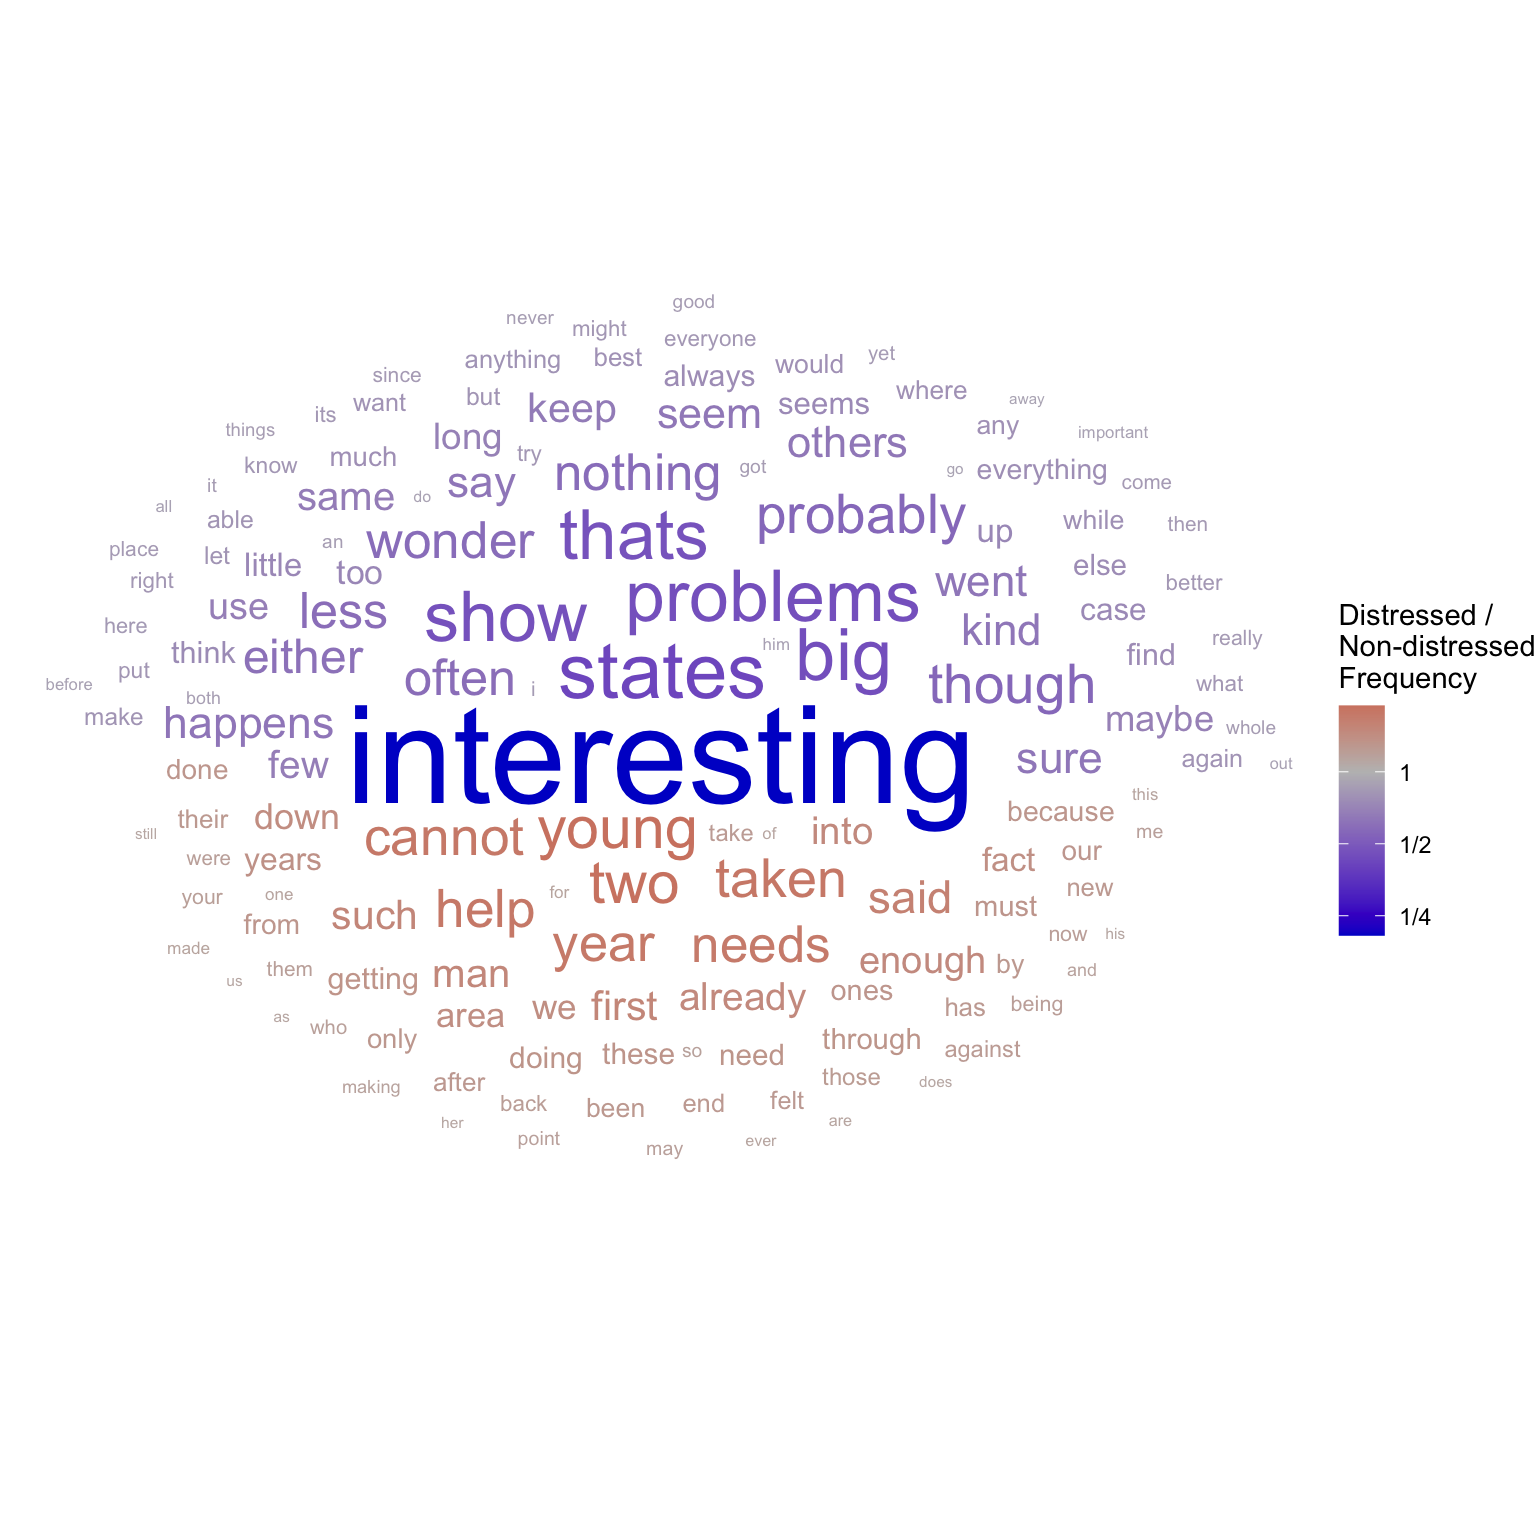 good
never
might
everyone
anything
best
would
yet
since
always
where
its
want
but
keep
seem
seems
away
things
long
try
others
any
important
know
much
say
nothing
got
go
everything
come
it
same
do
all
able
wonder
thats
probably
up
while
then
place
let
little
an
too
else
right
use
less
show
problems
went
case
better
here
think
either
often
i
states
him
big
kind
find
really
put
before
both
though
what
make
happens
maybe
whole
done
few
interesting
sure
again
out
their
down
cannot
young
take
of
into
because
this
still
me
were
years
two
taken
fact
our
your
one
for
said
must
new
from
such
help
made
year
needs
enough
by
now
his
us
them
getting
man
and
as
who
area
we
first
already
ones
has
being
only
doing
these
so
need
through
against
making
after
those
does
back
been
end
felt
her
are
point
may
ever
Distressed /
Non-distressed
Frequency
1
1/2
1/4